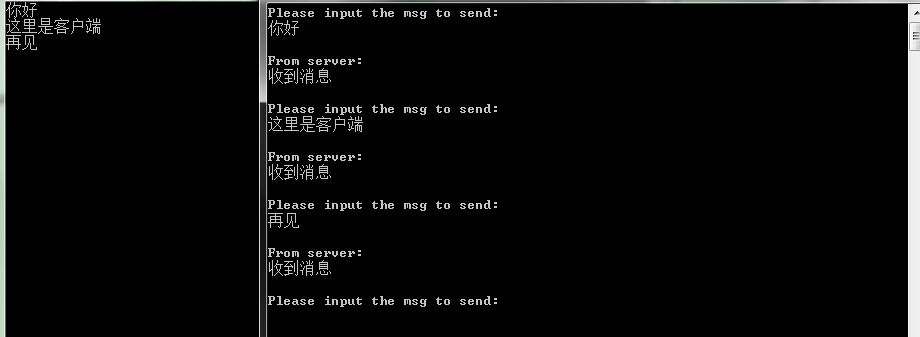 你好
这里是客户端
再见
Please input the msg to send:
你好
From server:
收到消息
Please input the msg to send:
这里是客户端
From server:
收到消息
Please input the msg to send:
再见
From server:
收到消息
Please input the msg to send: